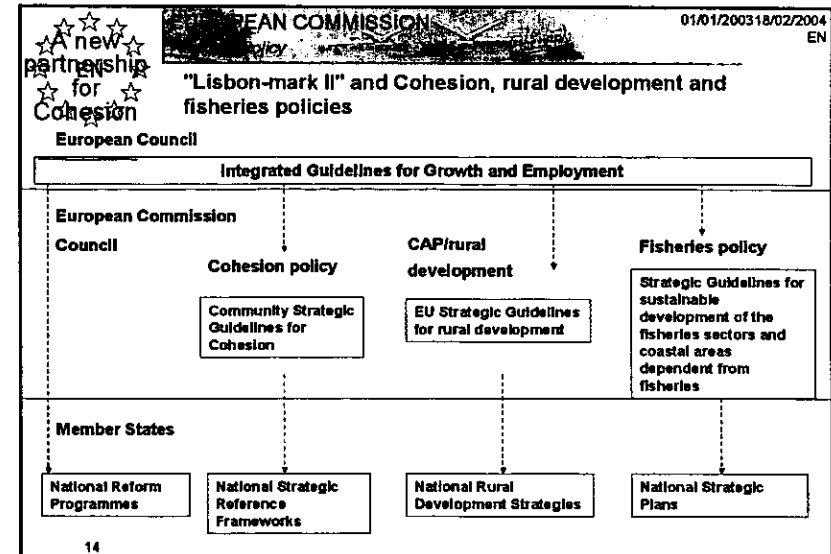 EUROPEAN COMMISSION
01/01/200318/02/2004
EN
A new
partnership
EN
for
Cohesion
"Lisbon-mark II" and Cohesion, rural development and
fisheries policies
European Council
Integrated Guidelines for Growth and Employment
European Commission
Council
Cohesion policy
CAP/rural
development
Fisheries policy
Community Strategic
Guidelines for
Cohesion
EU Strategic Guidelines
for rural development
Strategic Guidelines for
sustainable
development of the
fisheries sectors and
coastal areas
dependent from
fisheries
Member States
National Reform
Programmes
National Strategic
Reference
Frameworks
National Rural
Development Strategies
National Strategic
Plans
14